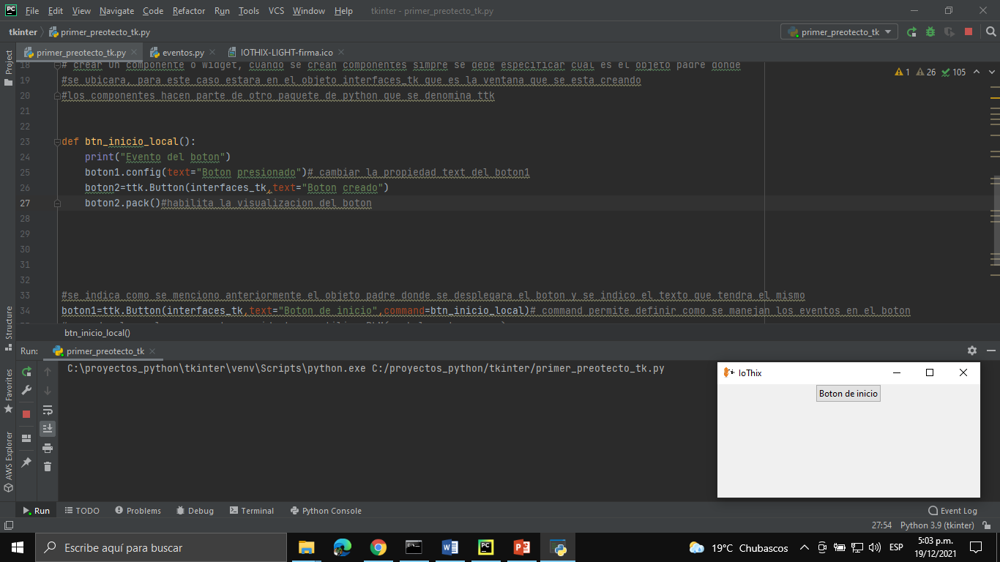 File Edit View Navigate Code Refactor Run Tools VCS Window Help tkinter - primer_preotecto_tk.py
tkinter primer_preotecto_tk.py primer_preotecto_tk
Project
primer_preotecto_tk.py eventos.py IOTHIX-LIGHT-firma.ico
18 # crear un componente o widget, cuando se crean componentes simpre se debe especificar cual es el objeto padre donde
1 26 105
19 #se ubicara, para este caso estara en el objeto interfaces_tk que es la ventana que se esta creando
20 #los componentes hacen parte de otro paquete de python que se denomina ttk
21
22
23 def btn_inicio_local():
24 print("Evento del boton")
25 boton1.config(text="Boton presionado")# cambiar la propiedad text del boton1
26 boton2=ttk.Button(interfaces_tk,text="Boton creado")
27 boton2.pack()#habilita la visualizacion del boton
28
29
30
31
32
33 #se indica como se menciono anteriormente el objeto padre donde se desplegara el boton y se indico el texto que tendra el mismo
34 boton1=ttk.Button(interfaces_tk,text="Boton de inicio",command=btn_inicio_local)# command permite definir como se manejan los eventos en el boton
Structure
btn_inicio_local()
Run: primer_preotecto_tk
C:\proyectos_python\tkinter\venv\Scripts\python.exe C:/proyectos_python/tkinter/primer_preotecto_tk.py
Favorites
AWS Explorer
IoThix
Boton de inicio
Run TODO Problems Debug Terminal Python Console Event Log
27:54 Python 3.9 (tkinter)
Escribe aquí para buscar
19°C Chubascos
ESP
5:03 p.m.
19/12/2021